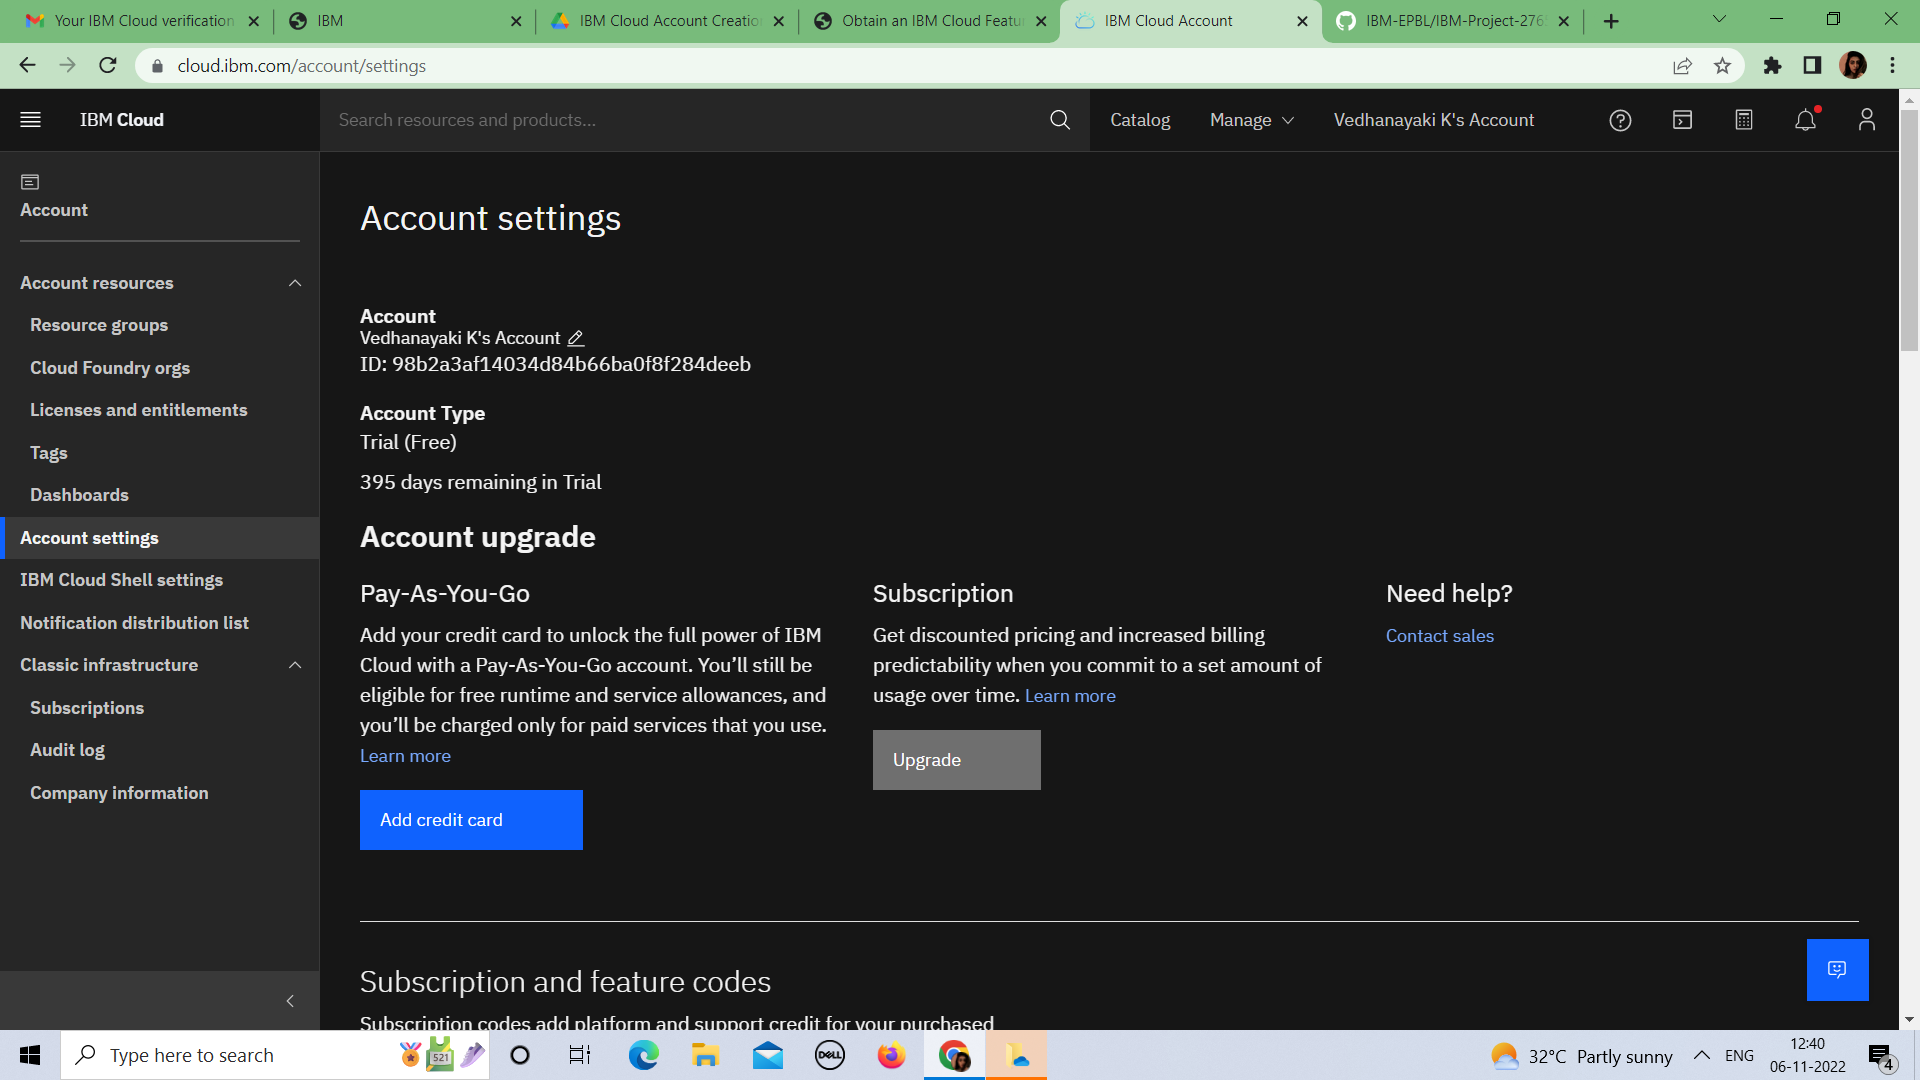 Your IBM Cloud verification
IBM
IBM Cloud Account Creatio
Obtain an IBM Cloud Featu
IBM Cloud Account
IBM-EPBL/IBM-Project-276
cloud.ibm.com/account/settings
IBM Cloud
Search resources and products...
Catalog
Manage
Vedhanayaki K's Account
Account
Account resources
Resource groups
Cloud Foundry orgs
Licenses and entitlements
Tags
Dashboards
Account settings
IBM Cloud Shell settings
Notification distribution list
Classic infrastructure
Subscriptions
Audit log
Company information
Account settings
Account
Vedhanayaki K's Account
ID: 98b2a3af14034d84b66ba0f8f284deeb
Account Type
Trial (Free)
395 days remaining in Trial
Account upgrade
Pay-As-You-Go
Add your credit card to unlock the full power of IBM
Cloud with a Pay-As-You-Go account. You’ll still be
eligible for free runtime and service allowances, and
you’ll be charged only for paid services that you use.
Learn more
Add credit card
Subscription
Get discounted pricing and increased billing
predictability when you commit to a set amount of
usage over time. Learn more
Upgrade
Need help?
Contact sales
Subscription and feature codes
Subscription codes add platform and support credit for your purchased
Type here to search
521
DELL
32°C Partly sunny
ENG
12:40
06-11-2022
4